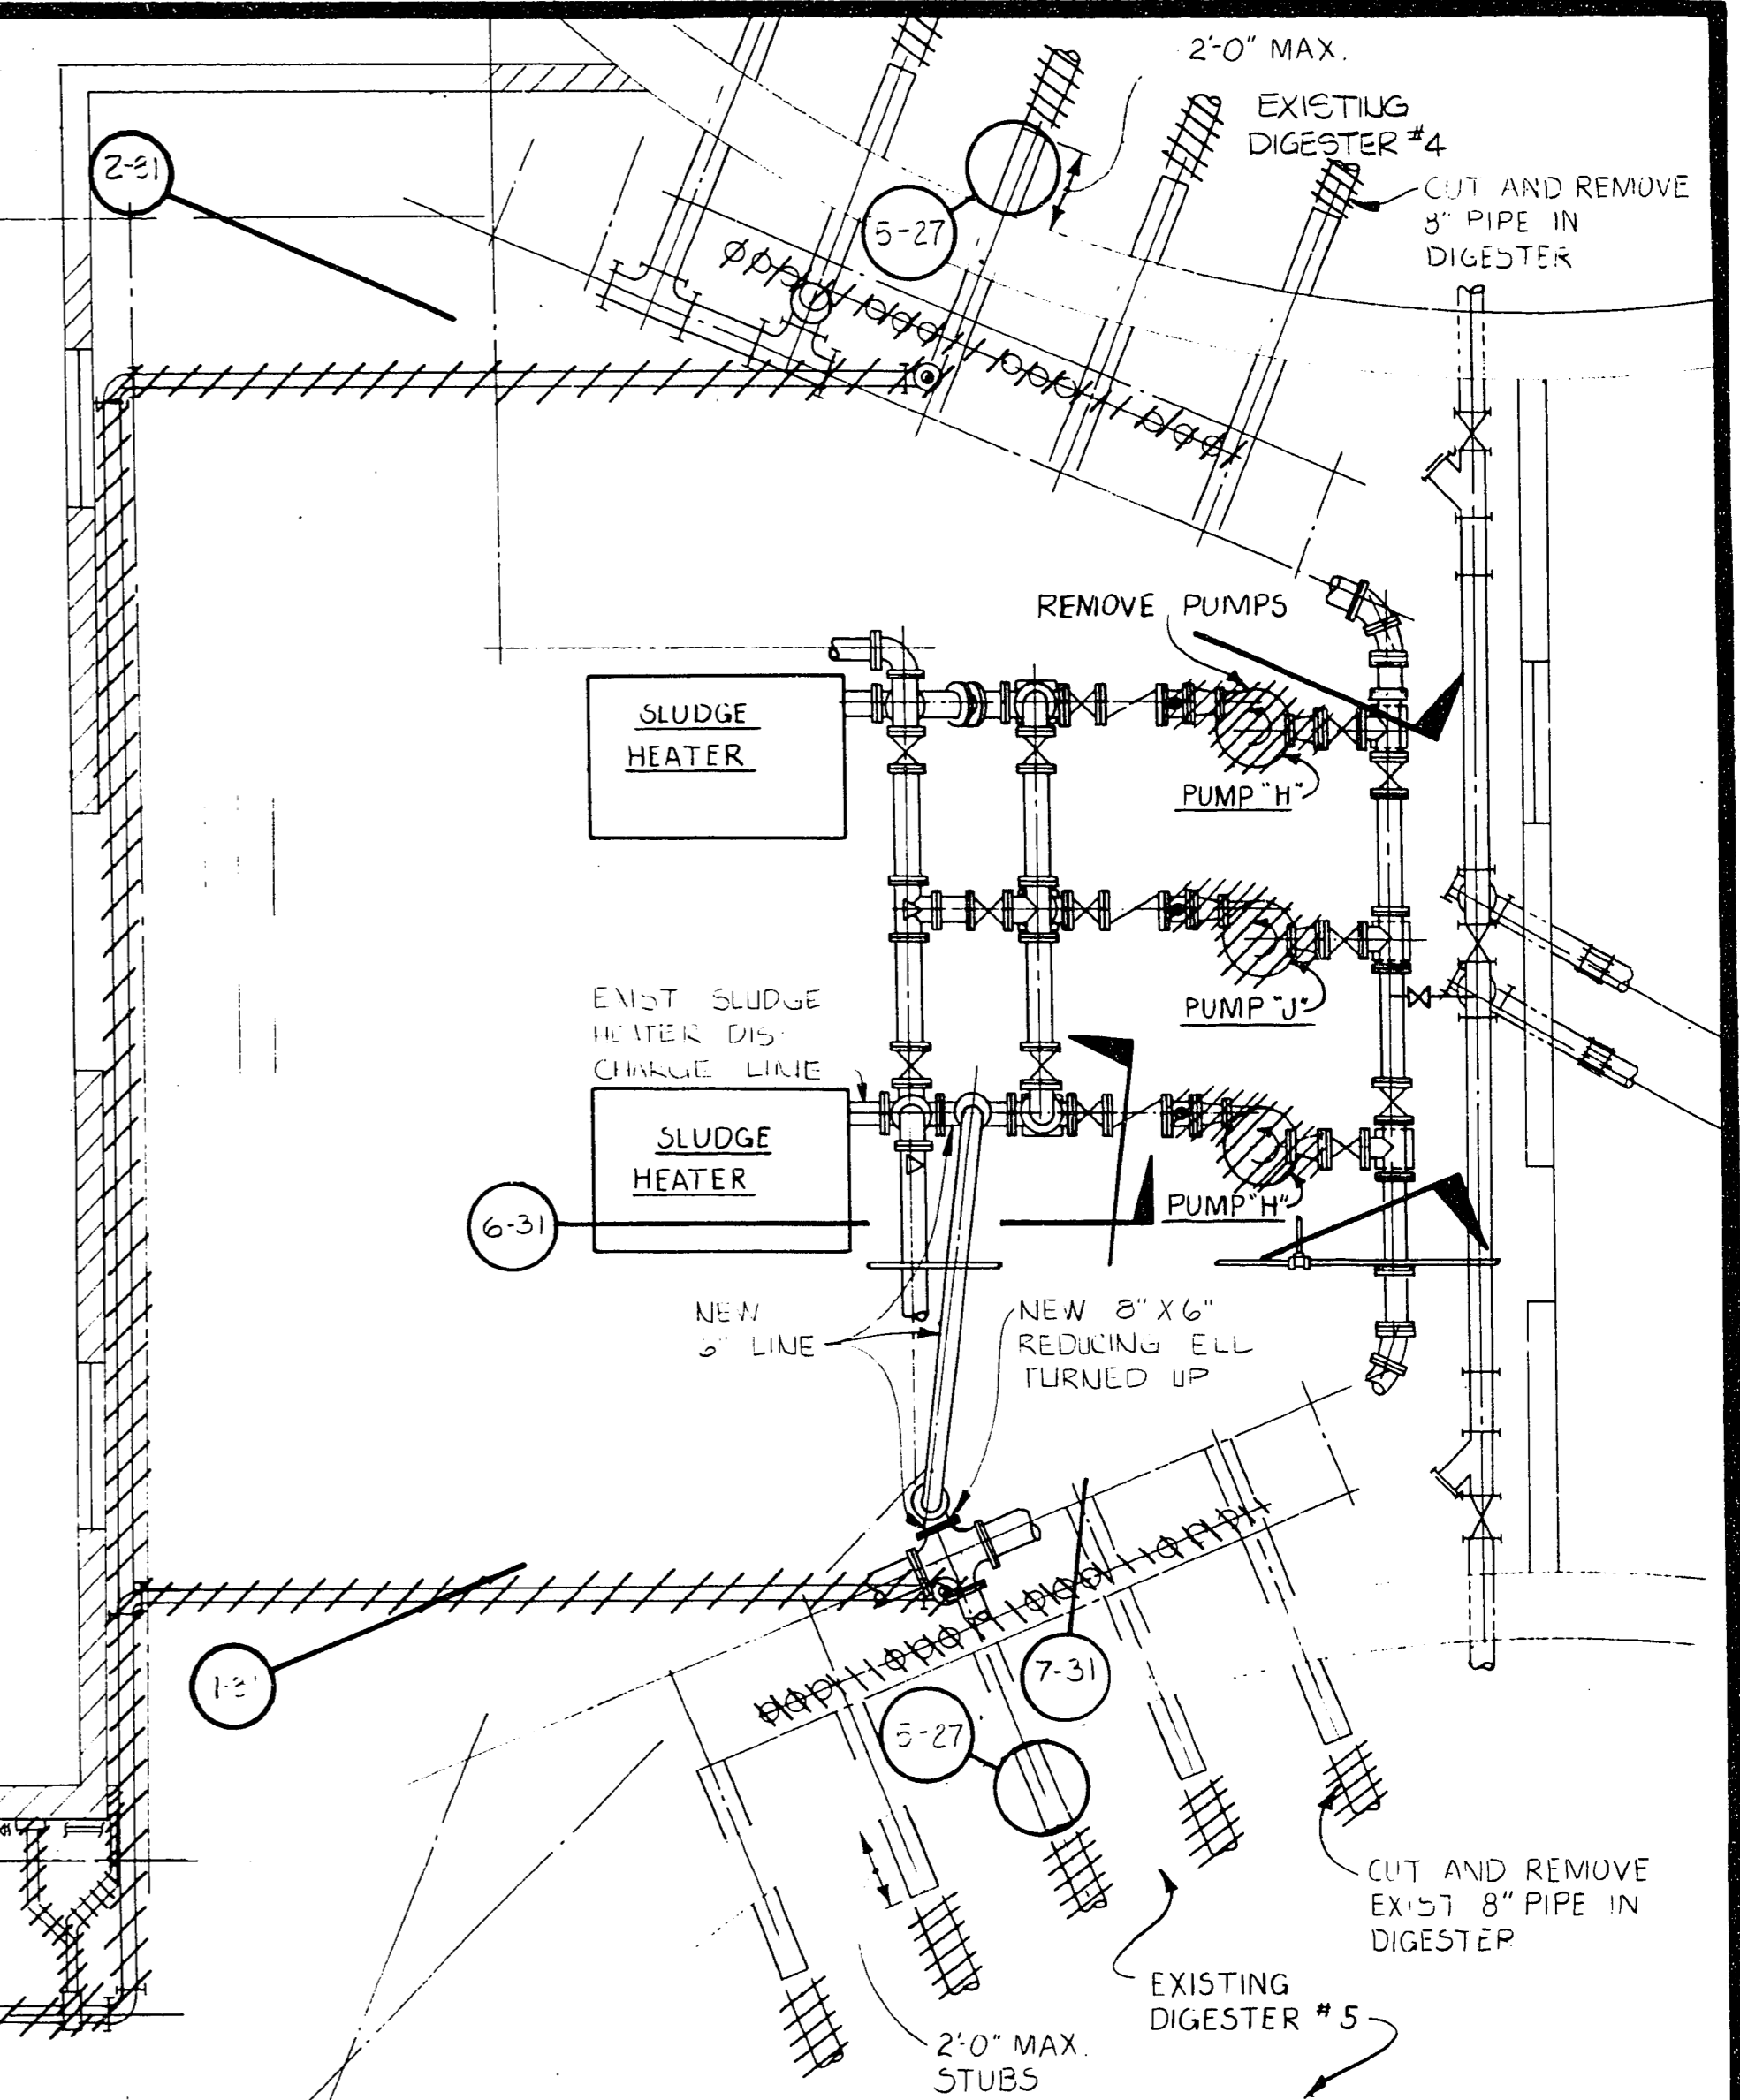 2'-0" MAX.
EXISTING
DIGESTER #4
CUT AND REMOVE
8" PIPE IN
DIGESTER
2-31
5-27
REMOVE PUMPS
SLUDGE
HEATER
PUMP "H"
EXIST SLUDGE
HEATER DIS-
CHARGE LINE
PUMP "J"
SLUDGE
HEATER
PUMP "H"
6-31
NEW
LINE
NEW 8" X 6"
REDUCING ELL
TURNED UP
1-31
7-31
5-27
CUT AND REMOVE
EXIST 8" PIPE IN
DIGESTER
EXISTING
DIGESTER #5
2'-0" MAX.
STUBS